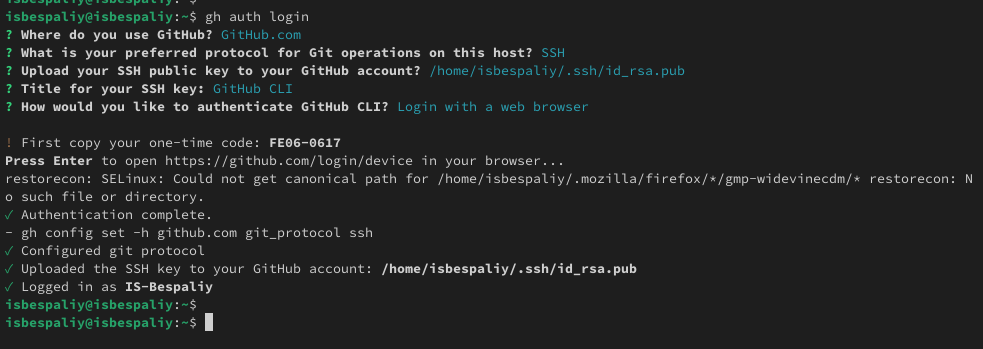 isbespaliy@isbespaliy:~$
isbespaliy@isbespaliy:~$ gh auth login
? Where do you use GitHub? GitHub.com
? What is your preferred protocol for Git operations on this host? SSH
? Upload your SSH public key to your GitHub account? /home/isbespaliy/.ssh/id_rsa.pub
? Title for your SSH key: GitHub CLI
? How would you like to authenticate GitHub CLI? Login with a web browser
! First copy your one-time code: FE06-0617
Press Enter to open https://github.com/login/device in your browser...
restorecon: SELinux: Could not get canonical path for /home/isbespaliy/.mozilla/firefox/*/gmp-widevinecdm/* restorecon: N
o such file or directory.
✓ Authentication complete.
- gh config set -h github.com git_protocol ssh
✓ Configured git protocol
✓ Uploaded the SSH key to your GitHub account: /home/isbespaliy/.ssh/id_rsa.pub
✓ Logged in as IS-Bespaliy
isbespaliy@isbespaliy:~$
isbespaliy@isbespaliy:~$